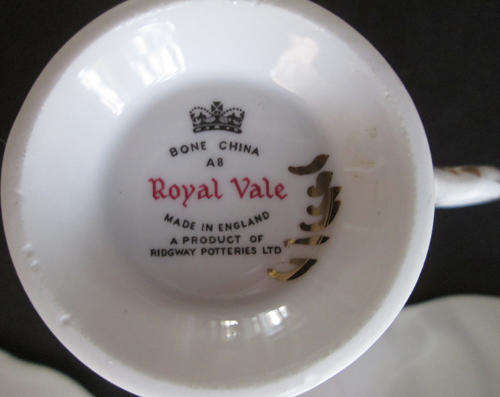 BONE CHINA
A8
Royal Vale
MADE IN ENGLAND
A PRODUCT OF
RIDGWAY POTTERIES LTD